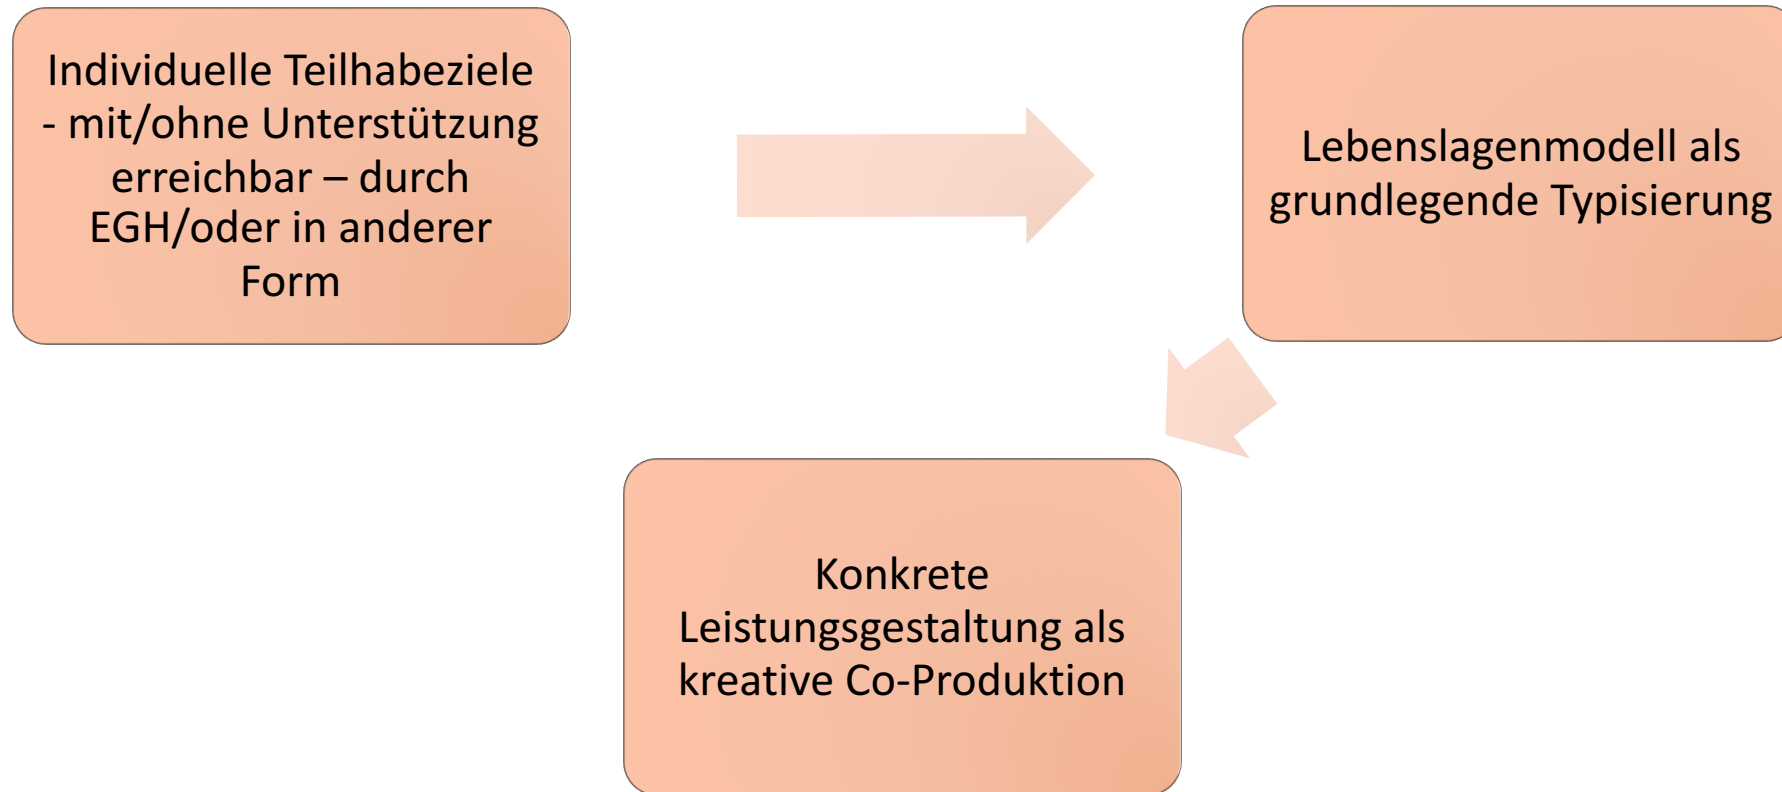 Individuelle Teilhabeziele
- mit/ohne Unterstützung
erreichbar – durch
EGH/oder in anderer
Form
Lebenslagenmodell als
grundlegende Typisierung
Konkrete
Leistungsgestaltung als
kreative Co-Produktion